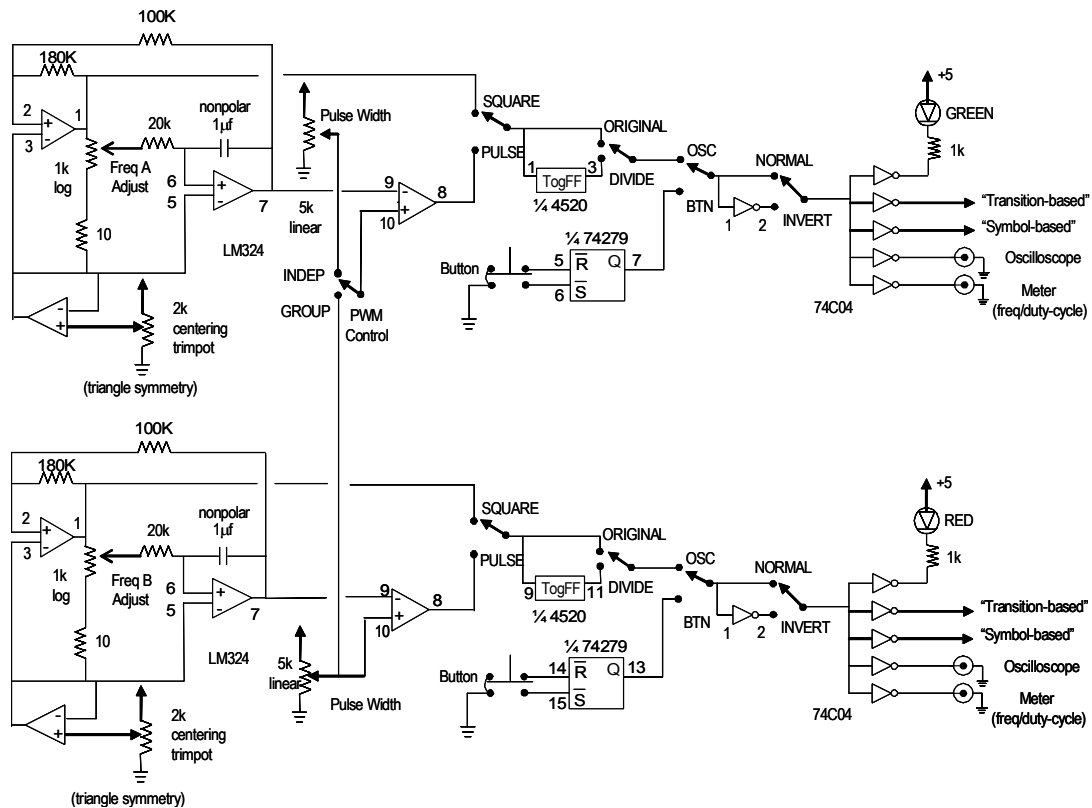 100K
180K
2
1
3
+
-
1k
log
Freq A
Adjust
20k
nonpolar
1µf
6
5
+
-
7
LM324
10
-
+
2k
centering
trimpot
(triangle symmetry)
Pulse Width
5k
linear
9
10
-
+
8
INDEP
GROUP
PWM
Control
SQUARE
PULSE
1
TogFF
3
¼ 4520
ORIGINAL
DIVIDE
OSC
BTN
Button
¼ 74279
5
R
Q
7
6
S
NORMAL
INVERT
1
2
+5
GREEN
1k
"Transition-based"
"Symbol-based"
Oscilloscope
Meter
(freq/duty-cycle)
74C04
100K
180K
2
1
3
+
-
1k
log
Freq B
Adjust
20k
nonpolar
1µf
6
5
+
-
7
LM324
10
-
+
2k
centering
trimpot
(triangle symmetry)
5k
linear
Pulse Width
9
10
-
+
8
SQUARE
PULSE
9
TogFF
11
¼ 4520
ORIGINAL
DIVIDE
OSC
BTN
Button
¼ 74279
14
R
Q
13
15
S
NORMAL
INVERT
1
2
+5
RED
1k
"Transition-based"
"Symbol-based"
Oscilloscope
Meter
(freq/duty-cycle)
74C04